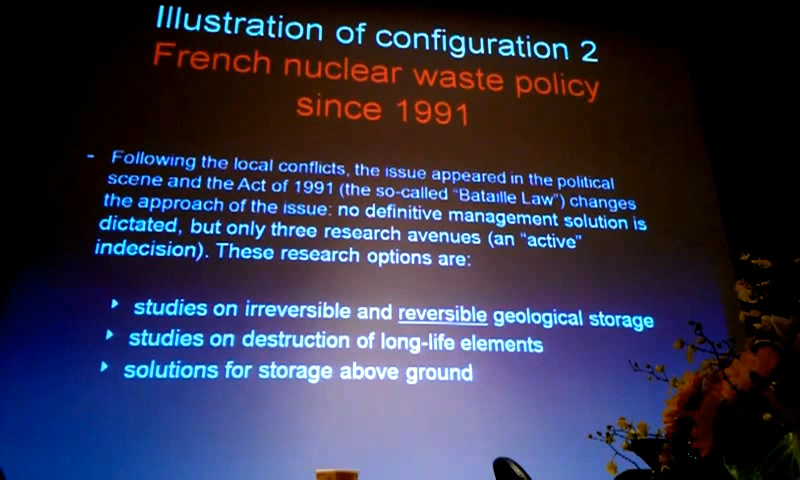 Illustration of configuration 2
French nuclear waste policy
since 1991
- Following the local conflicts, the issue appeared in the political
scene and the Act of 1991 (the so-called "Bataille Law") changes
the approach of the issue: no definitive management solution is
dictated, but only three research avenues (an "active"
indecision). These research options are:
studies on irreversible and reversible geological storage
studies on destruction of long-life elements
solutions for storage above ground